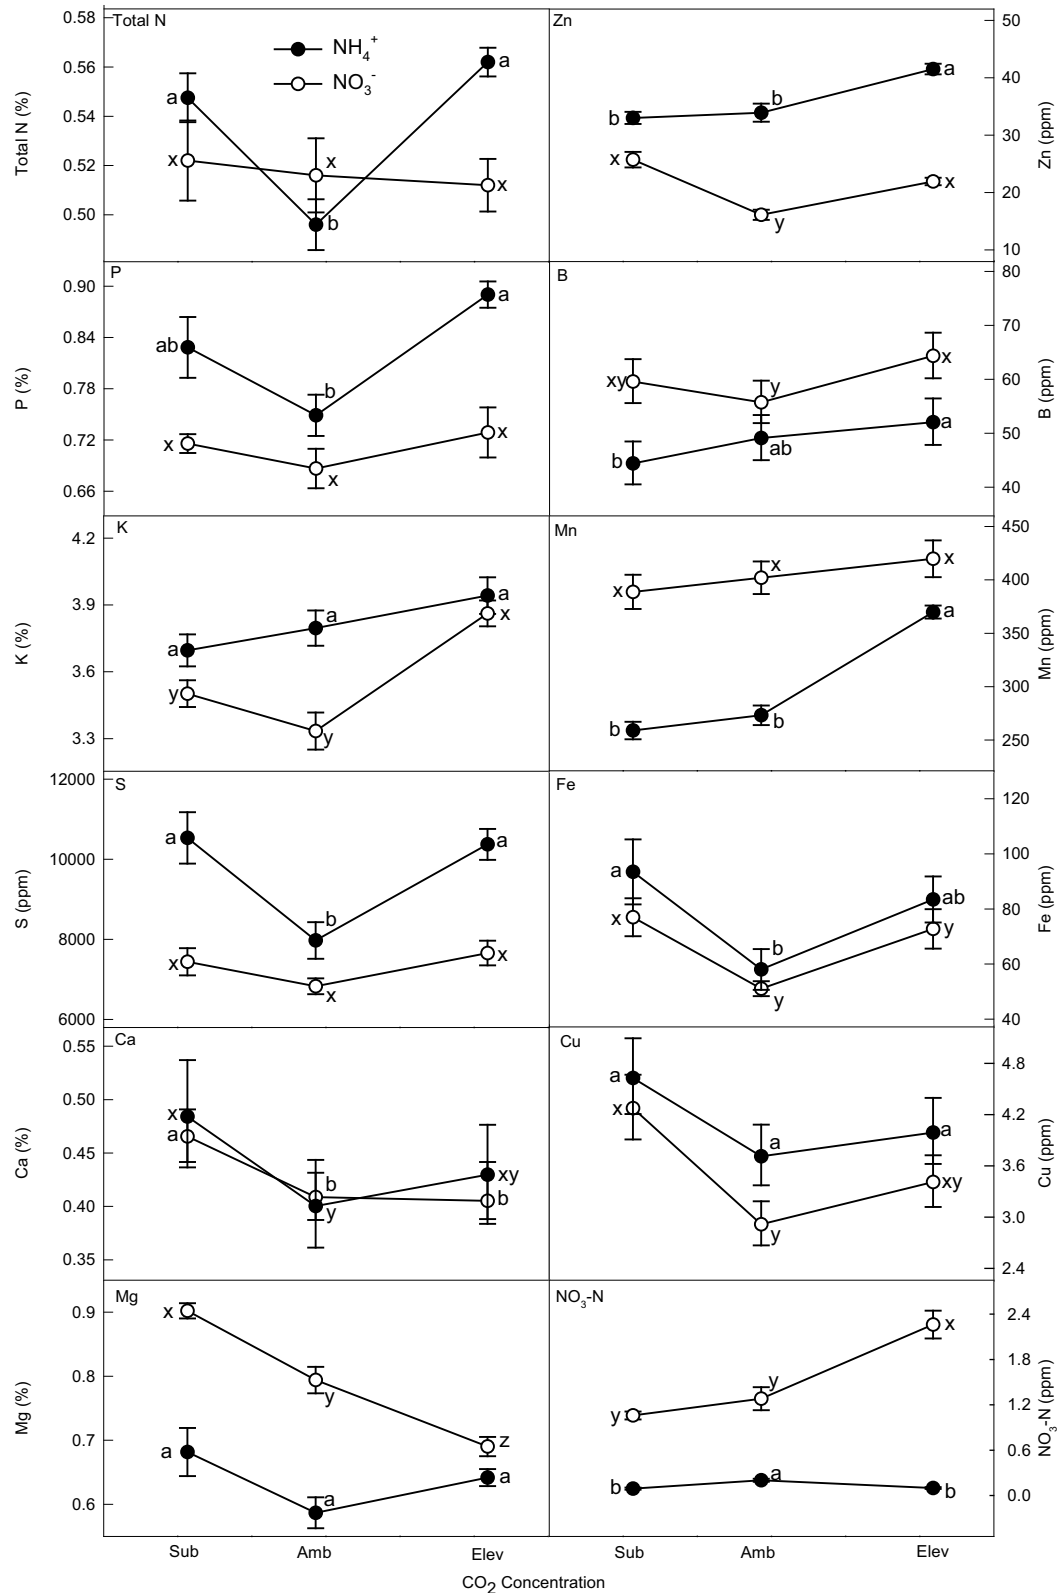 Total N
NH₄⁺
NO₃⁻
Total N (%)
0.58
0.56
0.54
0.52
0.50
a
x
x
b
a
x
Zn
Zn (ppm)
50
40
30
20
10
b
x
b
y
a
x
P
P (%)
0.90
0.84
0.78
0.72
0.66
ab
x
b
x
a
x
B
B (ppm)
80
70
60
50
40
xy
b
y
ab
x
a
K
K (%)
4.2
3.9
3.6
3.3
a
y
a
y
a
x
Mn
Mn (ppm)
450
400
350
300
250
x
b
x
b
x
a
S
S (ppm)
12000
10000
8000
6000
a
x
b
x
a
x
Fe
Fe (ppm)
120
100
80
60
40
a
x
b
y
ab
y
Ca
Ca (%)
0.55
0.50
0.45
0.40
0.35
x
a
b
y
xy
b
Cu
Cu (ppm)
4.8
4.2
3.6
3.0
2.4
a
x
a
y
a
xy
Mg
Mg (%)
0.9
0.8
0.7
0.6
x
a
y
a
z
a
NO₃-N
NO₃-N (ppm)
2.4
1.8
1.2
0.6
0.0
y
b
y
a
x
b
Sub Amb Elev Sub Amb Elev
CO₂ Concentration